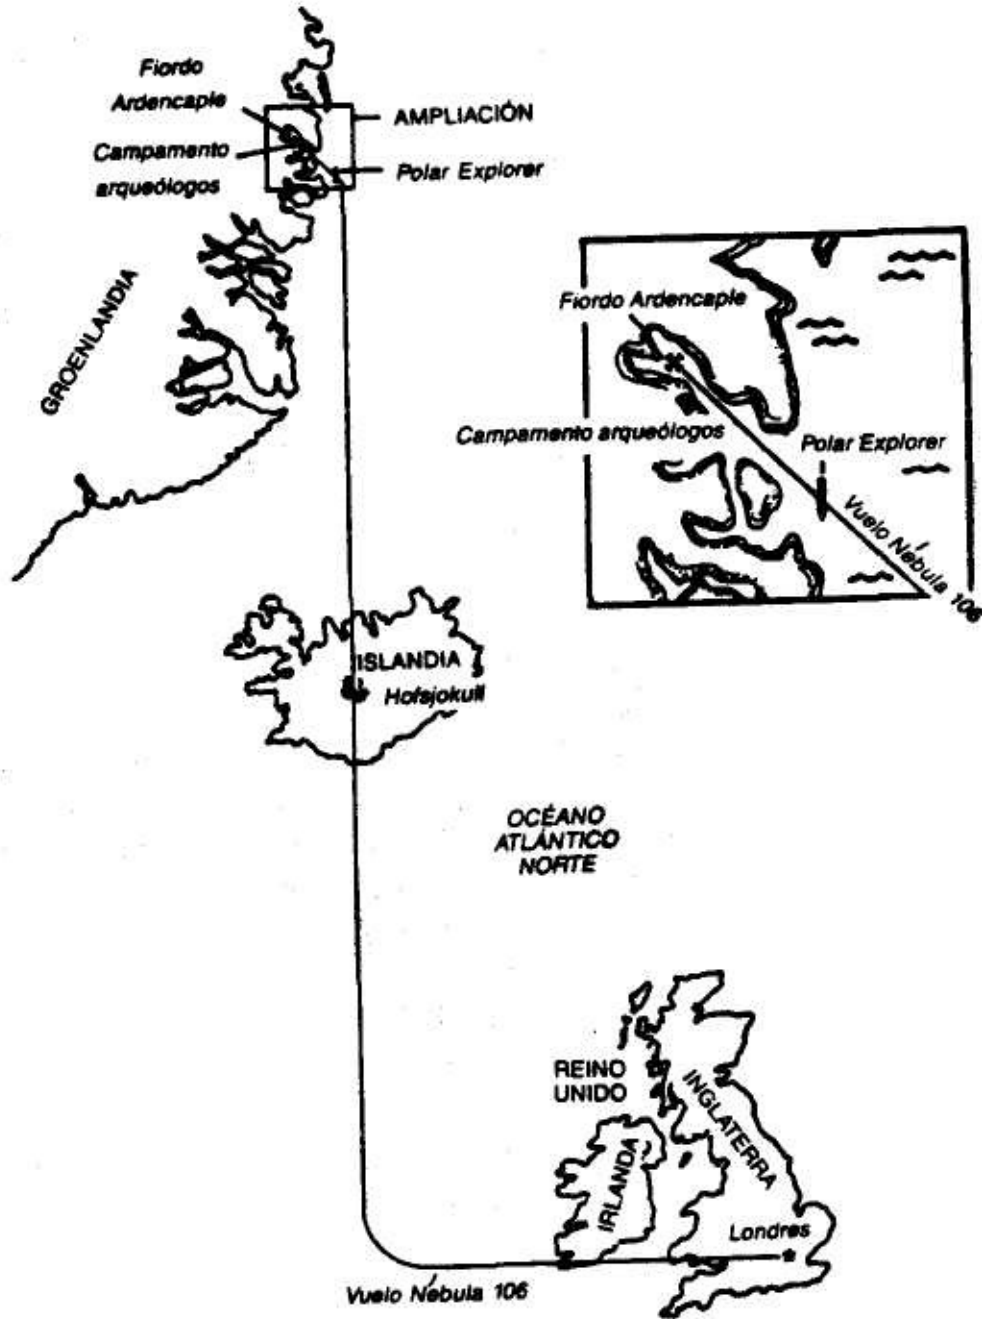 Fiordo
Ardencaple
AMPLIACIÓN
Campamento
arqueólogos
Polar Explorer
GROENLANDIA
Fiordo Ardencaple
Campamento arqueólogos
Polar Explorer
Vuelo Nébula 106
ISLANDIA
Hofsjokull
OCÉANO
ATLÁNTICO
NORTE
REINO
UNIDO
INGLATERRA
IRLANDA
Londres
Vuelo Nébula 106